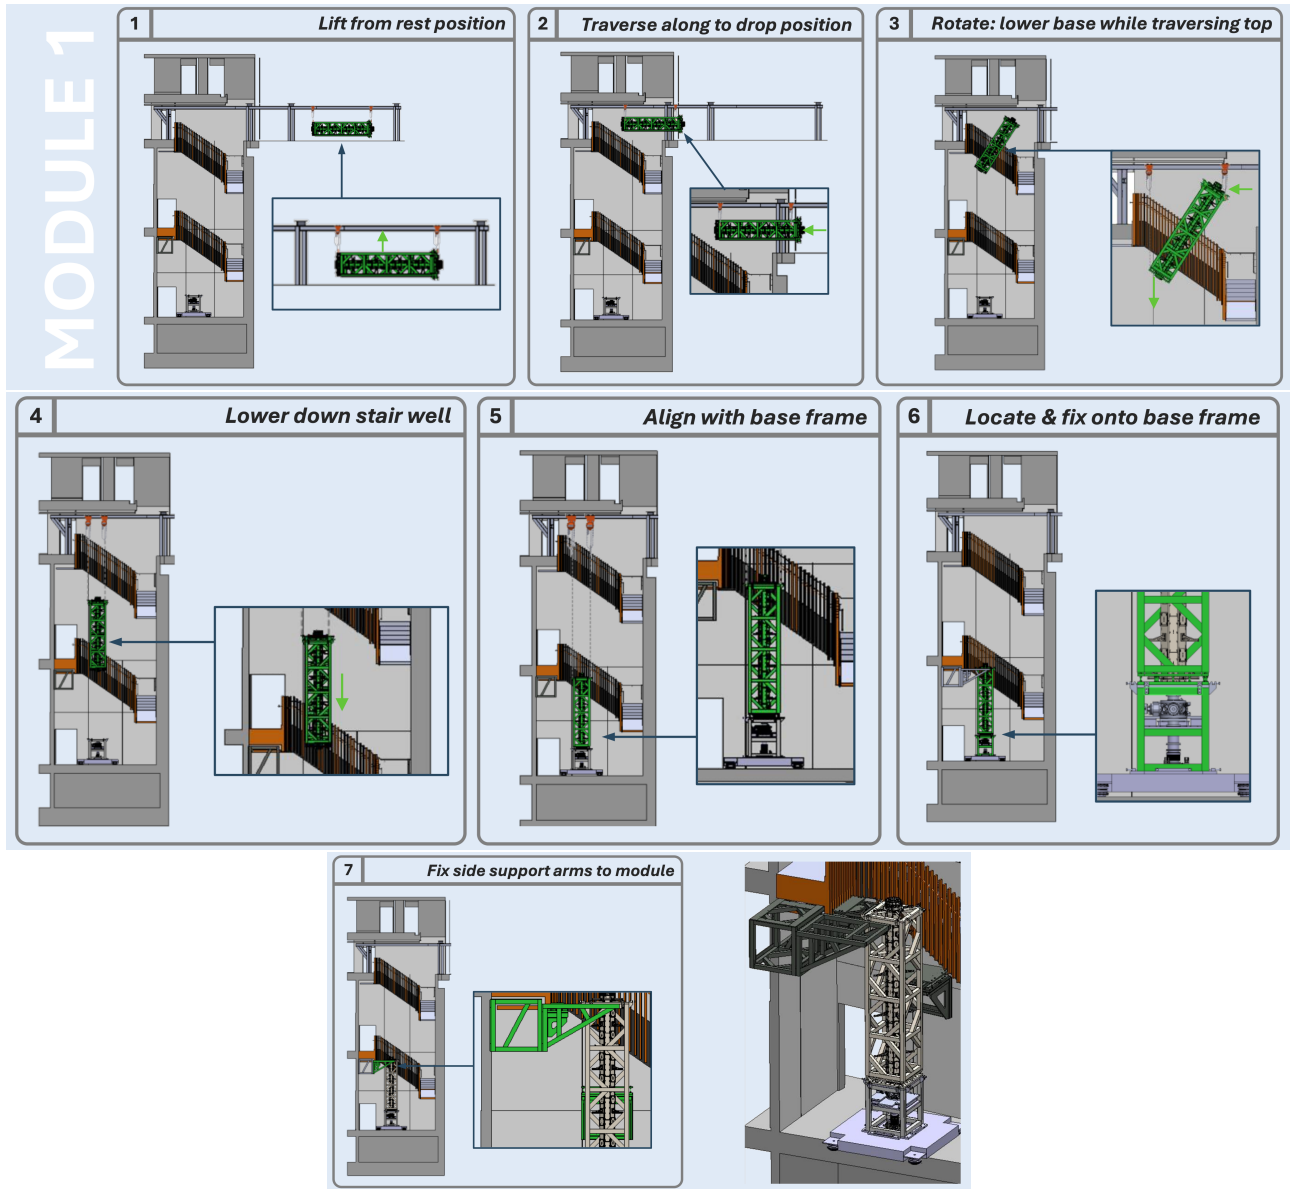 MODULE 1
1 Lift from rest position
2 Traverse along to drop position
3 Rotate: lower base while traversing top
4 Lower down stair well
5 Align with base frame
6 Locate & fix onto base frame
7 Fix side support arms to module